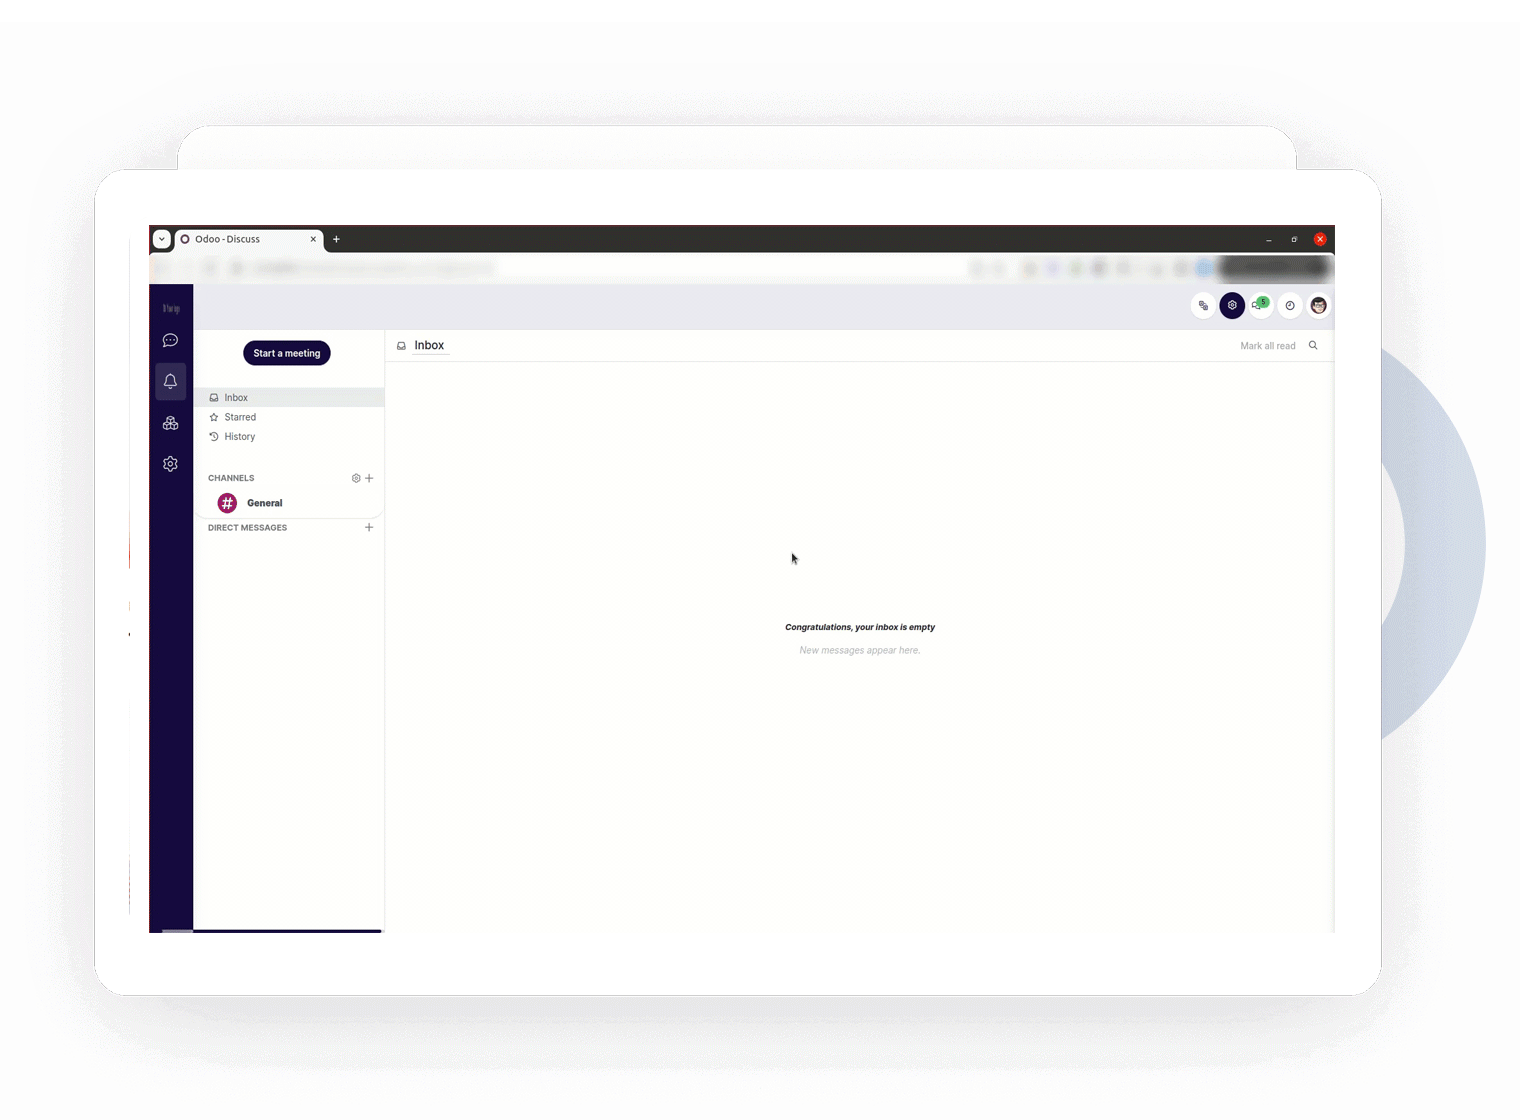 Odoo - Discuss
5
Start a meeting
Inbox
Mark all read
Inbox
Starred
History
CHANNELS
General
DIRECT MESSAGES
Congratulations, your inbox is empty
New messages appear here.